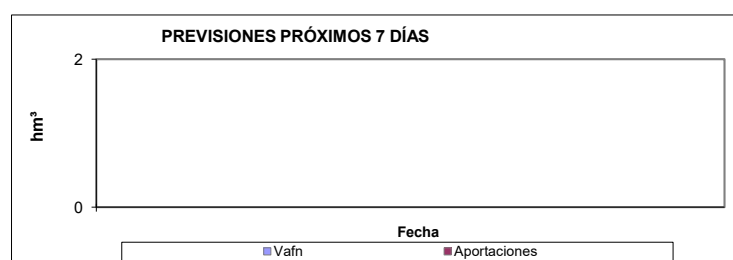 PREVISIONES PRÓXIMOS 7 DÍAS
2
hm³
0
Fecha
Vafn Aportaciones